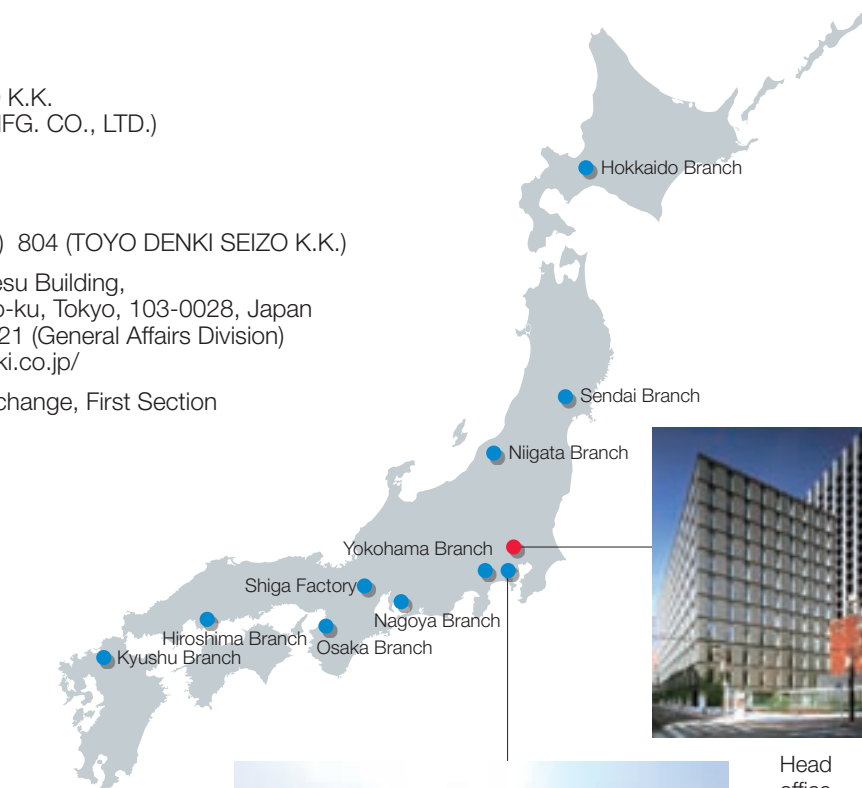 K.K.
FG. CO., LTD.)
) 804 (TOYO DENKI SEIZO K.K.)
esu Building,
o-ku, Tokyo, 103-0028, Japan
21 (General Affairs Division)
ki.co.jp/
change, First Section
Hokkaido Branch
Sendai Branch
Niigata Branch
Yokohama Branch
Shiga Factory
Nagoya Branch
Hiroshima Branch
Osaka Branch
Kyushu Branch
Head
office